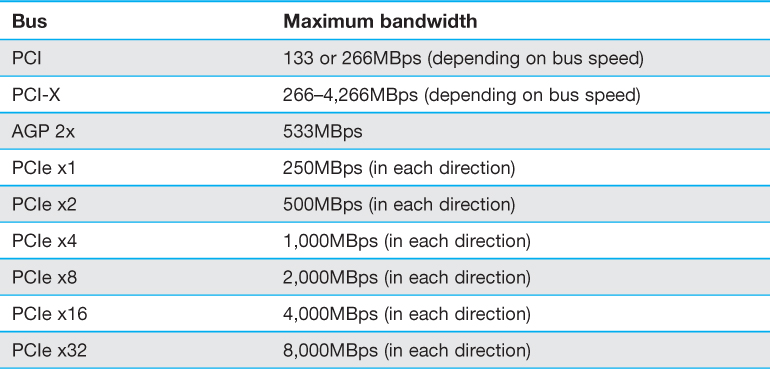 Bus Maximum bandwidth
PCI 133 or 266MBps (depending on bus speed)
PCI-X 266–4,266MBps (depending on bus speed)
AGP 2x 533MBps
PCIe x1 250MBps (in each direction)
PCIe x2 500MBps (in each direction)
PCIe x4 1,000MBps (in each direction)
PCIe x8 2,000MBps (in each direction)
PCIe x16 4,000MBps (in each direction)
PCIe x32 8,000MBps (in each direction)